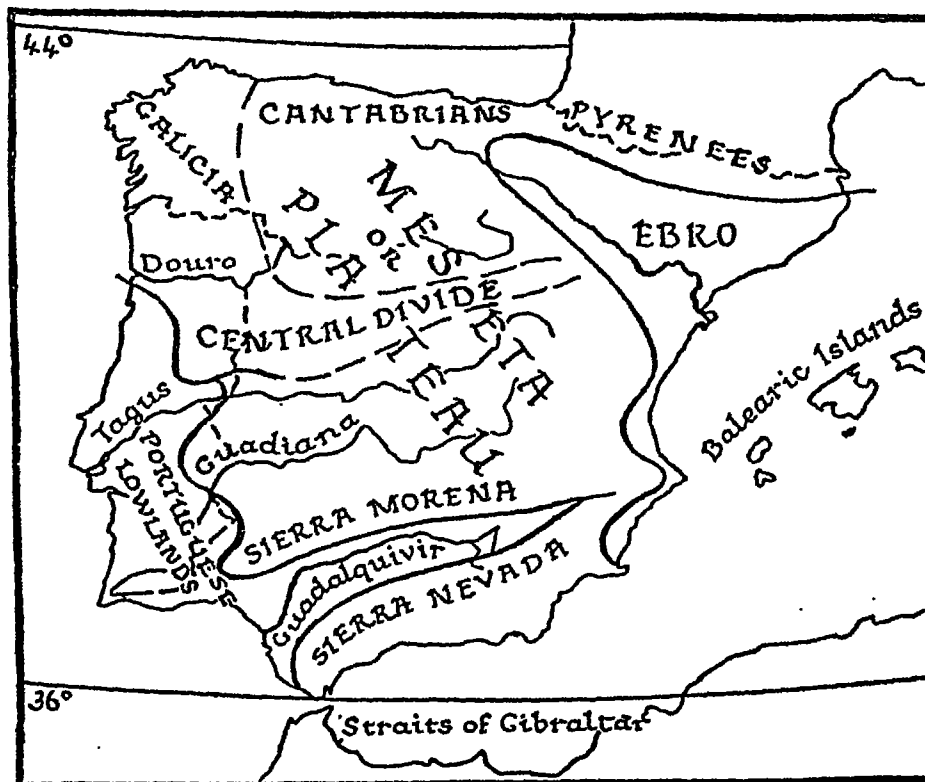 44°
CANTABRIANS
PYRENEES
GALICIA
MESETA
or
PLATEAU
EBRO
Douro
CENTRAL DIVIDE
Balearic Islands
Tagus
Guadiana
PORTUGUESE
LOWLANDS
SIERRA MORENA
Guadalquivir
SIERRA NEVADA
36°
Straits of Gibraltar